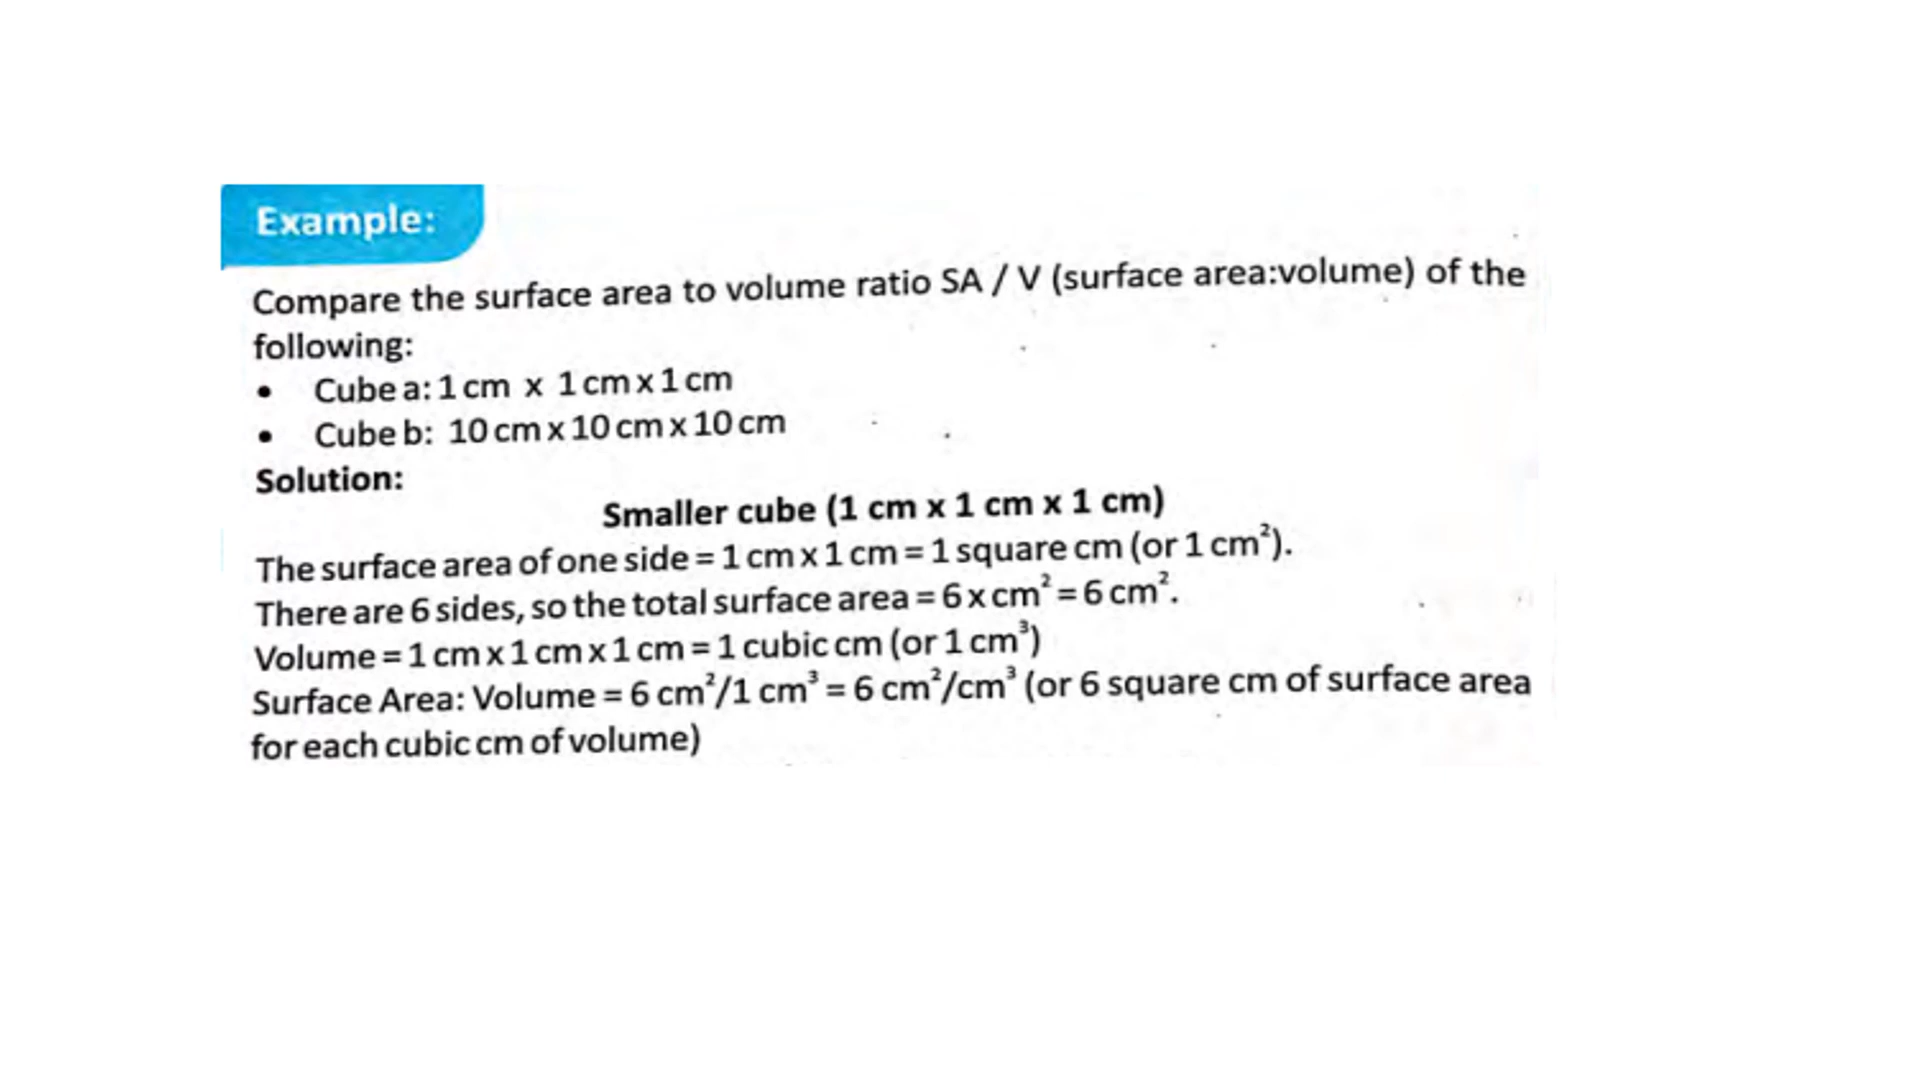 Example:
Compare the surface area to volume ratio SA / V (surface area:volume) of the
following:
• Cube a: 1 cm x 1 cm x 1 cm
• Cube b: 10 cm x 10 cm x 10 cm
Solution:
Smaller cube (1 cm x 1 cm x 1 cm)
The surface area of one side = 1 cm x 1 cm = 1 square cm (or 1 cm²).
There are 6 sides, so the total surface area = 6 x cm² = 6 cm².
Volume = 1 cm x 1 cm x 1 cm = 1 cubic cm (or 1 cm³)
Surface Area: Volume = 6 cm²/1 cm³ = 6 cm²/cm³ (or 6 square cm of surface area
for each cubic cm of volume)